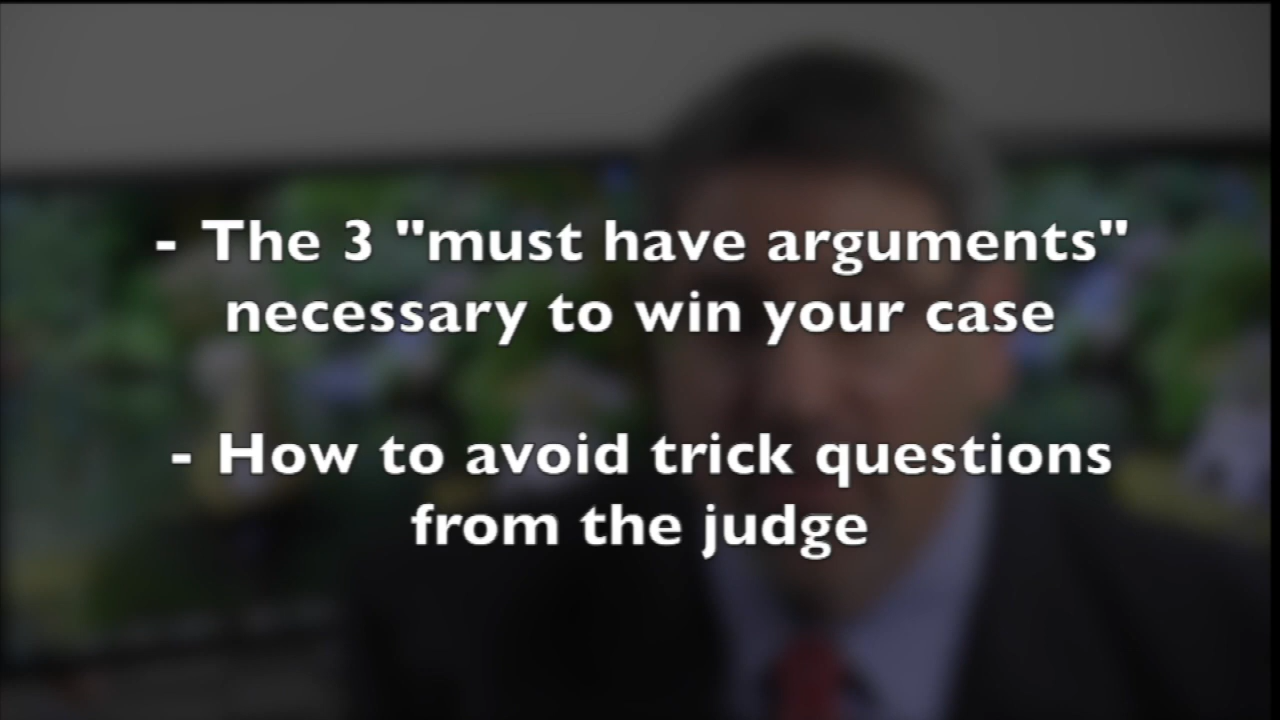 - The 3 "must have arguments"
necessary to win your case
- How to avoid trick questions
from the judge